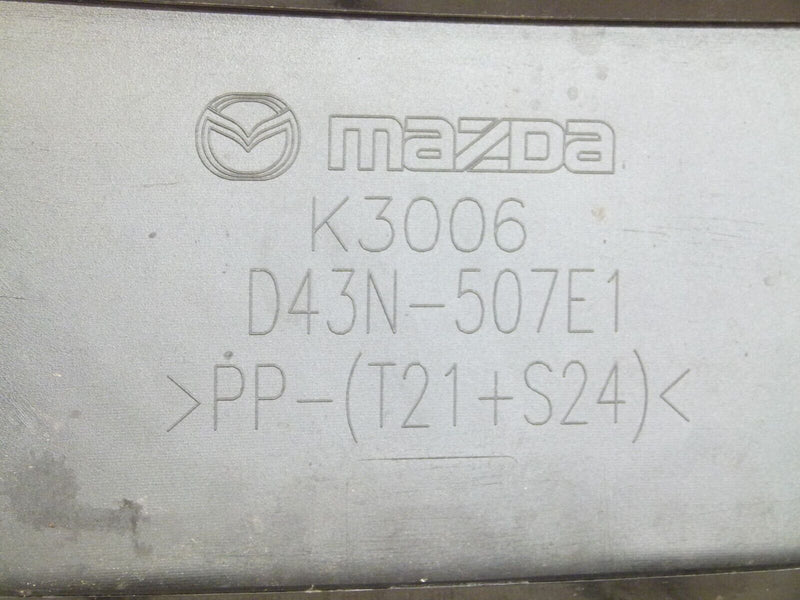 mazda
K3006
D43N-507E1
>PP-(T21+S24)<